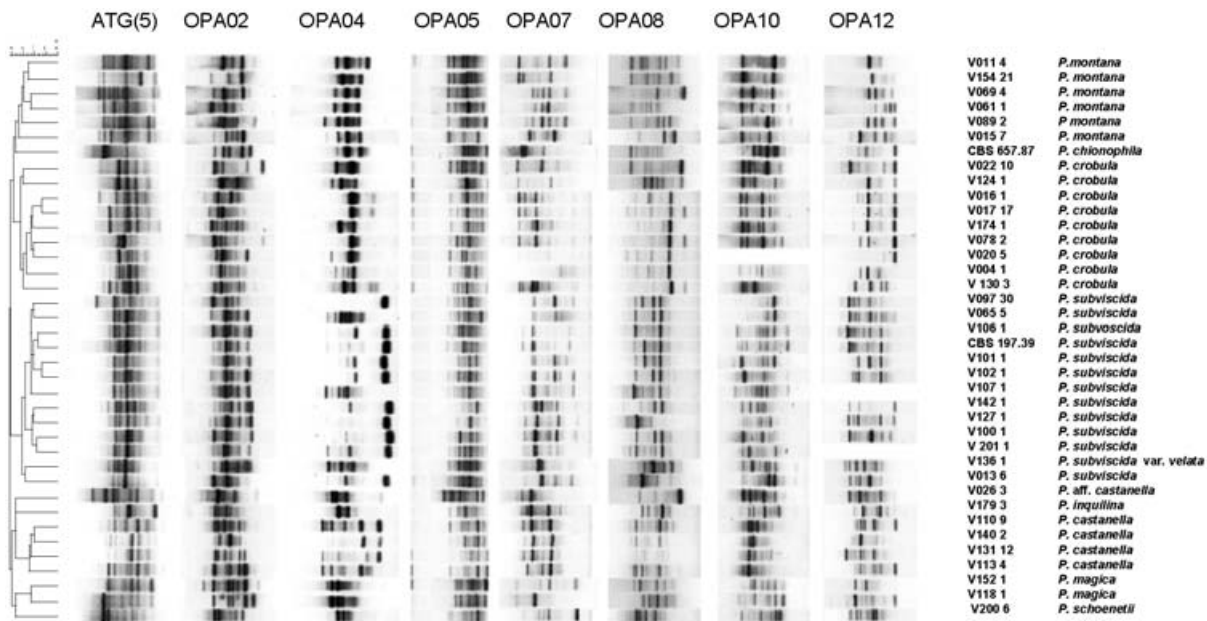 ATG(5) OPA02 OPA04 OPA05 OPA07 OPA08 OPA10 OPA12
V011 4 P.montana
V154 21 P. montana
V069 4 P. montana
V061 1 P. montana
V089 2 P montana
V015 7 P. montana
CBS 657.87 P. chionophila
V022 10 P. crobula
V124 1 P. crobula
V016 1 P. crobula
V017 17 P. crobula
V174 1 P. crobula
V078 2 P. crobula
V020 5 P. crobula
V004 1 P. crobula
V 130 3 P. crobula
V097 30 P. subviscida
V065 5 P. subviscida
V106 1 P. subvoscida
CBS 197.39 P. subviscida
V101 1 P. subviscida
V102 1 P. subviscida
V107 1 P. subviscida
V142 1 P. subviscida
V127 1 P. subviscida
V100 1 P. subviscida
V 201 1 P. subviscida
V136 1 P. subviscida var. velata
V013 6 P. subviscida
V026 3 P. aff. castanella
V179 3 P. inquilina
V110 9 P. castanella
V140 2 P. castanella
V131 12 P. castanella
V113 4 P. castanella
V152 1 P. magica
V118 1 P. magica
V200 6 P. schoenetii